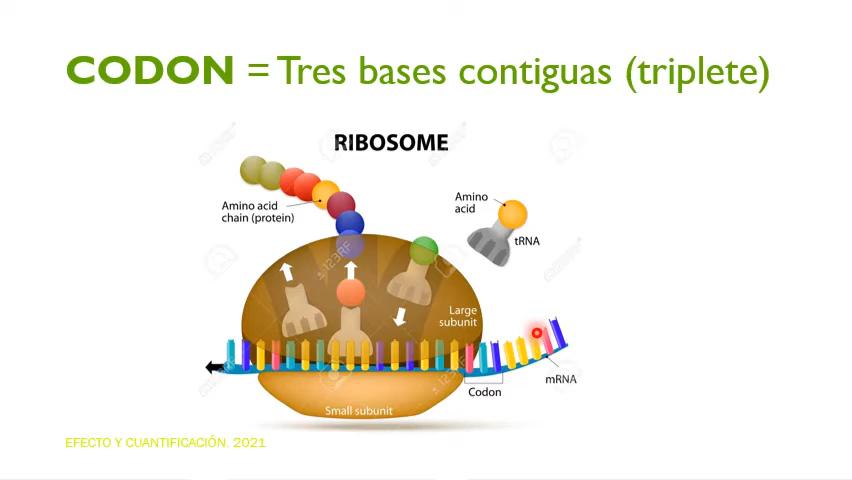 CODON = Tres bases contiguas (triplete)
RIBOSOME
Amino acid
chain (protein)
Amino
acid
tRNA
Large
subunit
mRNA
Codon
Small subunit
EFECTO Y CUANTIFICACIÓN. 2021
123RF